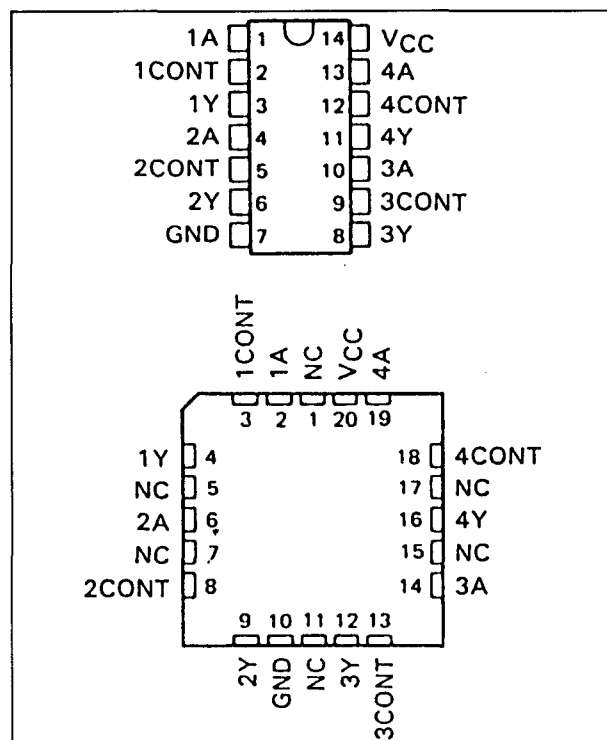 1A 1 14 VCC
1CONT 2 13 4A
1Y 3 12 4CONT
2A 4 11 4Y
2CONT 5 10 3A
2Y 6 9 3CONT
GND 7 8 3Y
1CONT 1A NC VCC 4A
3 2 1 20 19
1Y 4 18 4CONT
NC 5 17 NC
2A 6 16 4Y
NC 7 15 NC
2CONT 8 14 3A
9 10 11 12 13
2Y GND NC 3Y 3CONT